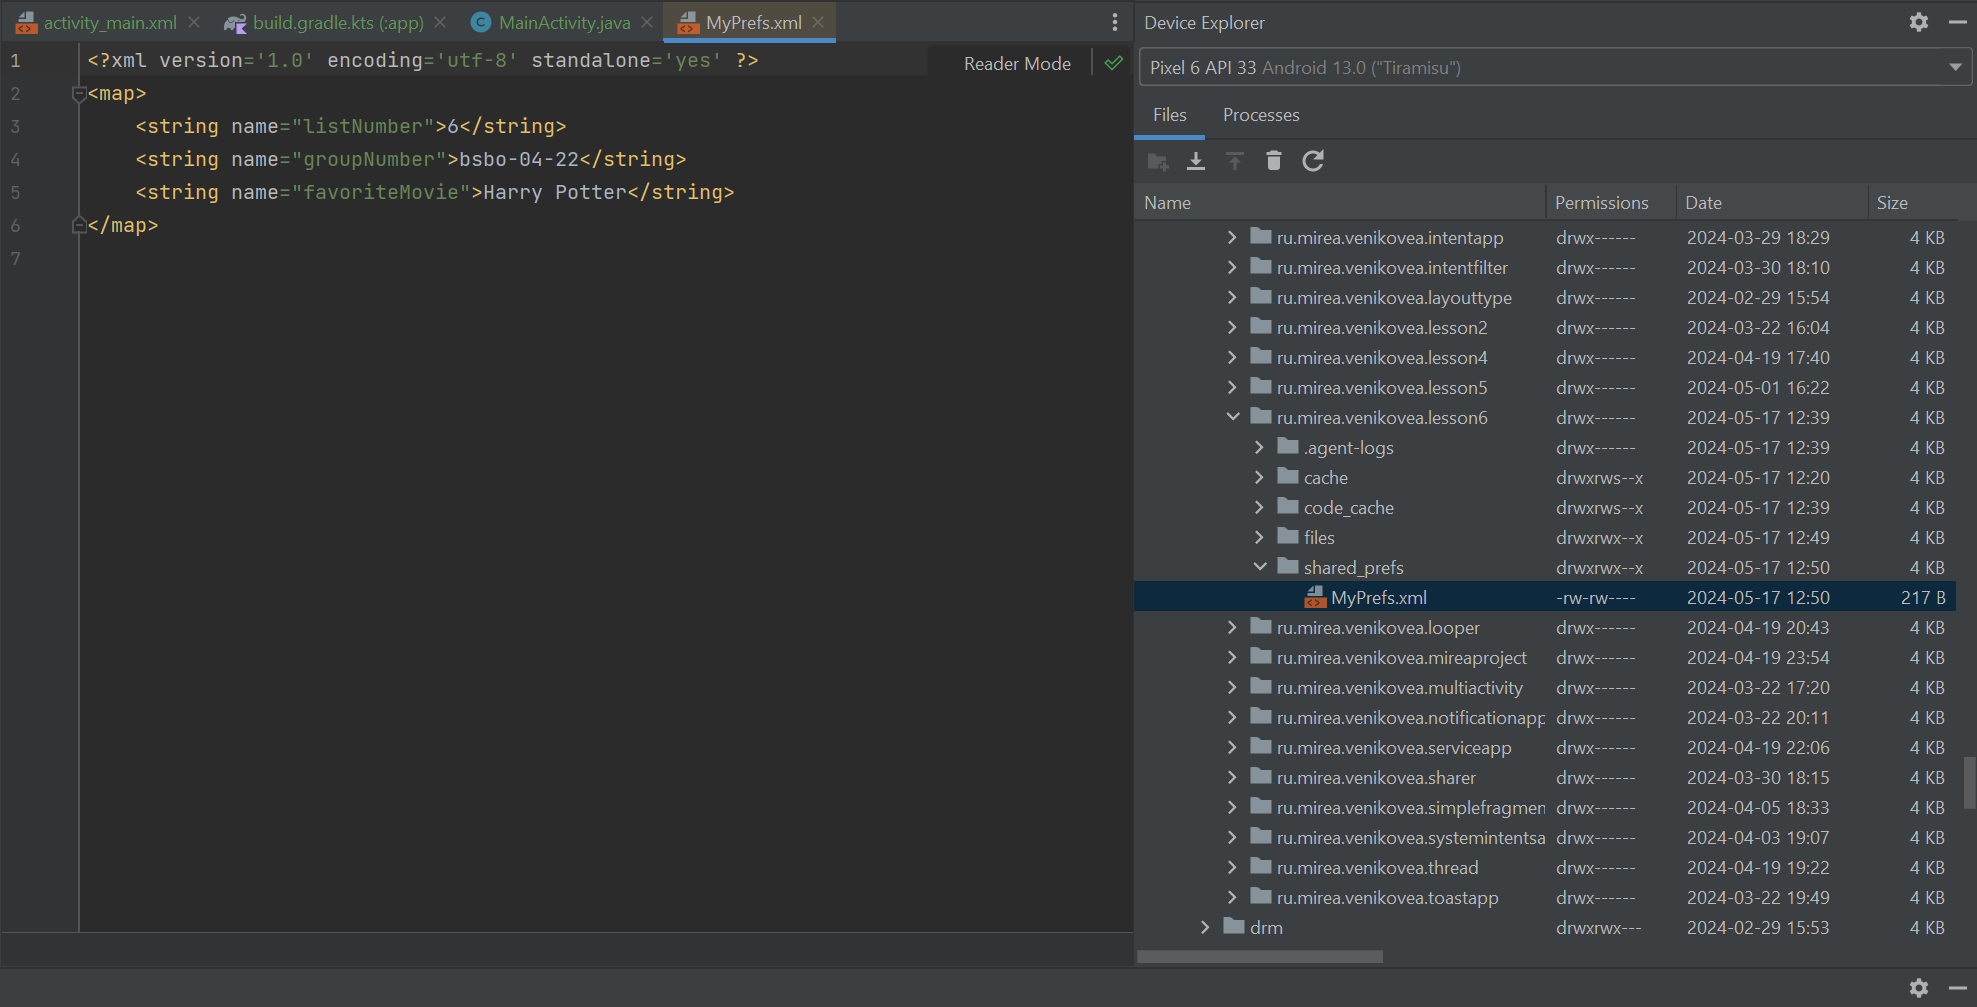 activity_main.xml build.gradle.kts (:app) MainActivity.java MyPrefs.xml
1 <?xml version='1.0' encoding='utf-8' standalone='yes' ?>
Reader Mode
2 <map>
3 <string name="listNumber">6</string>
4 <string name="groupNumber">bsbo-04-22</string>
5 <string name="favoriteMovie">Harry Potter</string>
6 </map>
7
Device Explorer
Pixel 6 API 33 Android 13.0 ("Tiramisu")
Files Processes
Name Permissions Date Size
ru.mirea.venikovea.intentapp drwx------ 2024-03-29 18:29 4 KB
ru.mirea.venikovea.intentfilter drwx------ 2024-03-30 18:10 4 KB
ru.mirea.venikovea.layouttype drwx------ 2024-02-29 15:54 4 KB
ru.mirea.venikovea.lesson2 drwx------ 2024-03-22 16:04 4 KB
ru.mirea.venikovea.lesson4 drwx------ 2024-04-19 17:40 4 KB
ru.mirea.venikovea.lesson5 drwx------ 2024-05-01 16:22 4 KB
ru.mirea.venikovea.lesson6 drwx------ 2024-05-17 12:39 4 KB
.agent-logs drwx------ 2024-05-17 12:39 4 KB
cache drwxrws--x 2024-05-17 12:20 4 KB
code_cache drwxrws--x 2024-05-17 12:39 4 KB
files drwxrwx--x 2024-05-17 12:49 4 KB
shared_prefs drwxrwx--x 2024-05-17 12:50 4 KB
MyPrefs.xml -rw-rw---- 2024-05-17 12:50 217 B
ru.mirea.venikovea.looper drwx------ 2024-04-19 20:43 4 KB
ru.mirea.venikovea.mireaproject drwx------ 2024-04-19 23:54 4 KB
ru.mirea.venikovea.multiactivity drwx------ 2024-03-22 17:20 4 KB
ru.mirea.venikovea.notificationapp drwx------ 2024-03-22 20:11 4 KB
ru.mirea.venikovea.serviceapp drwx------ 2024-04-19 22:06 4 KB
ru.mirea.venikovea.sharer drwx------ 2024-03-30 18:15 4 KB
ru.mirea.venikovea.simplefragmen drwx------ 2024-04-05 18:33 4 KB
ru.mirea.venikovea.systemintentsa drwx------ 2024-04-03 19:07 4 KB
ru.mirea.venikovea.thread drwx------ 2024-04-19 19:22 4 KB
ru.mirea.venikovea.toastapp drwx------ 2024-03-22 19:49 4 KB
drm drwxrwx--- 2024-02-29 15:53 4 KB